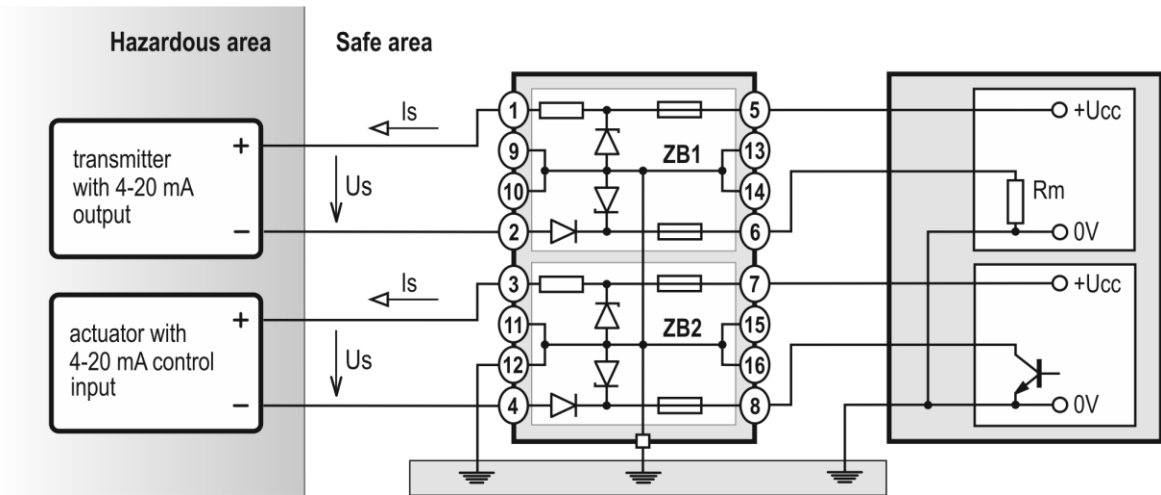 Hazardous area
Safe area
transmitter
with 4-20 mA
output
+
−
Is
Us
1
9
10
2
ZB1
5
13
14
6
+Ucc
Rm
0V
actuator with
4-20 mA control
input
+
−
Is
Us
3
11
12
4
ZB2
7
15
16
8
+Ucc
0V